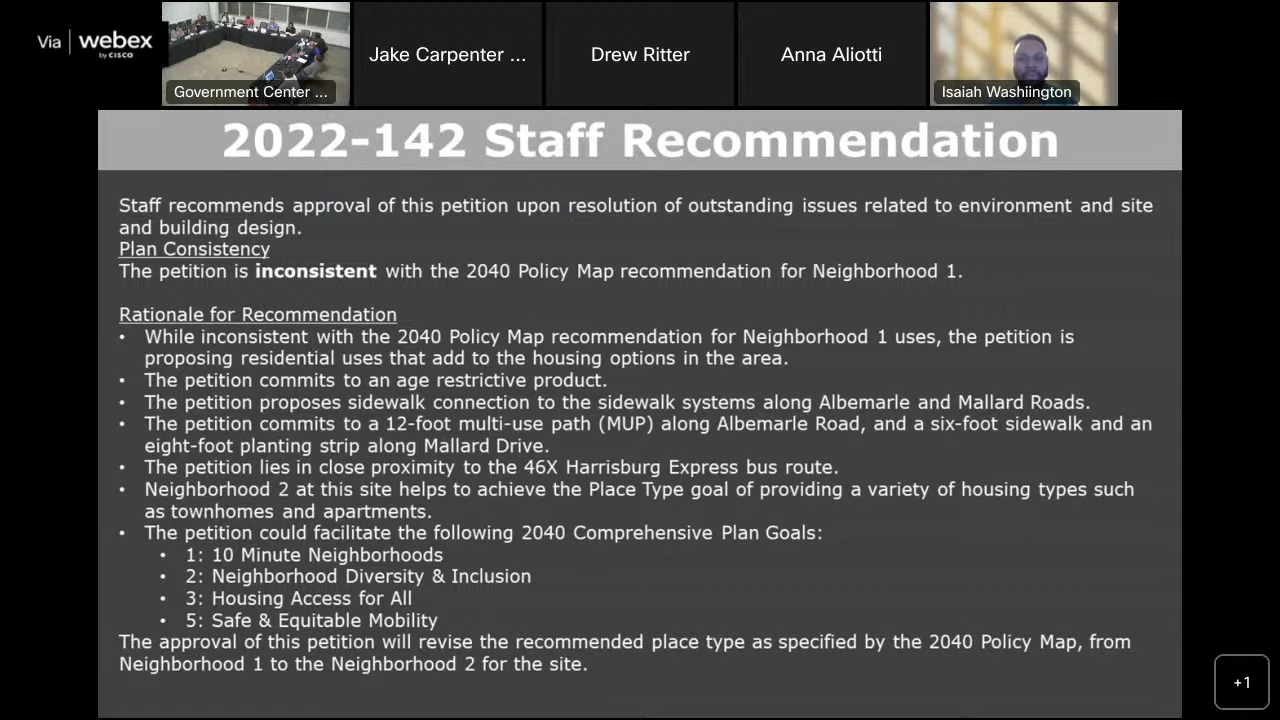 Via | webex
by CISCO
Government Center ...
Jake Carpenter ...
Drew Ritter
Anna Aliotti
Isaiah Washiington
2022-142 Staff Recommendation
Staff recommends approval of this petition upon resolution of outstanding issues related to environment and site
and building design.
Plan Consistency
The petition is inconsistent with the 2040 Policy Map recommendation for Neighborhood 1.
Rationale for Recommendation
• While inconsistent with the 2040 Policy Map recommendation for Neighborhood 1 uses, the petition is
proposing residential uses that add to the housing options in the area.
• The petition commits to an age restrictive product.
• The petition proposes sidewalk connection to the sidewalk systems along Albemarle and Mallard Roads.
• The petition commits to a 12-foot multi-use path (MUP) along Albemarle Road, and a six-foot sidewalk and an
eight-foot planting strip along Mallard Drive.
• The petition lies in close proximity to the 46X Harrisburg Express bus route.
• Neighborhood 2 at this site helps to achieve the Place Type goal of providing a variety of housing types such
as townhomes and apartments.
• The petition could facilitate the following 2040 Comprehensive Plan Goals:
• 1: 10 Minute Neighborhoods
• 2: Neighborhood Diversity & Inclusion
• 3: Housing Access for All
• 5: Safe & Equitable Mobility
The approval of this petition will revise the recommended place type as specified by the 2040 Policy Map, from
Neighborhood 1 to the Neighborhood 2 for the site.
+1